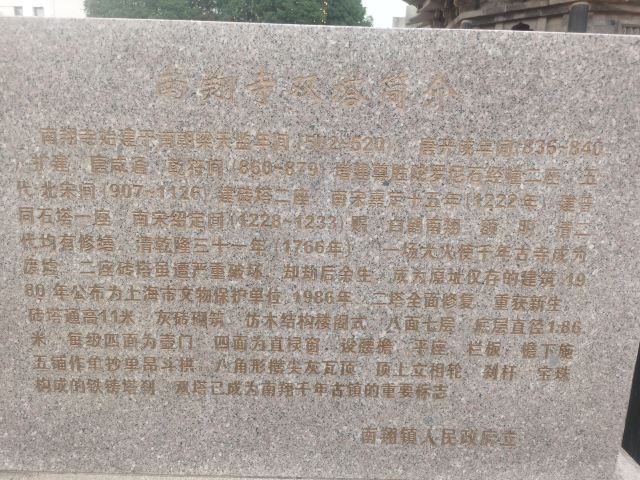 南翔寺双塔简介
南翔寺始建于南朝梁天监年间(502~520) 唐开成年间(836~840
扩建 唐咸通、乾符间(860~879) 增建尊胜陀罗尼石经幢二座 五
代、北宋间(907~1126)建砖塔二座 南宋嘉定十五年(1222年)建普
同石塔一座 南宋绍定间(1228~1233)赐 白鹤南翔 额 明、清二
代均有修缮 清乾隆三十一年(1766年) 一场大火使千年古寺成为
废墟 二座砖塔虽遭严重破坏 却劫后余生 成为原址仅存的建筑 19
80年公布为上海市文物保护单位 1986年 二塔全面修复 重获新生
砖塔通高11米 灰砖砌筑 仿木结构楼阁式 八面七层 底层直径1.86
米 每级四面为壸门 四面为直棂窗 设腰檐 平座 栏板 檐下施
五铺作单抄单昂斗拱 八角形攒尖灰瓦顶 顶上立相轮 刹杆 宝珠
构成的铁铸塔刹 双塔已成为南翔千年古镇的重要标志
南翔镇人民政府立